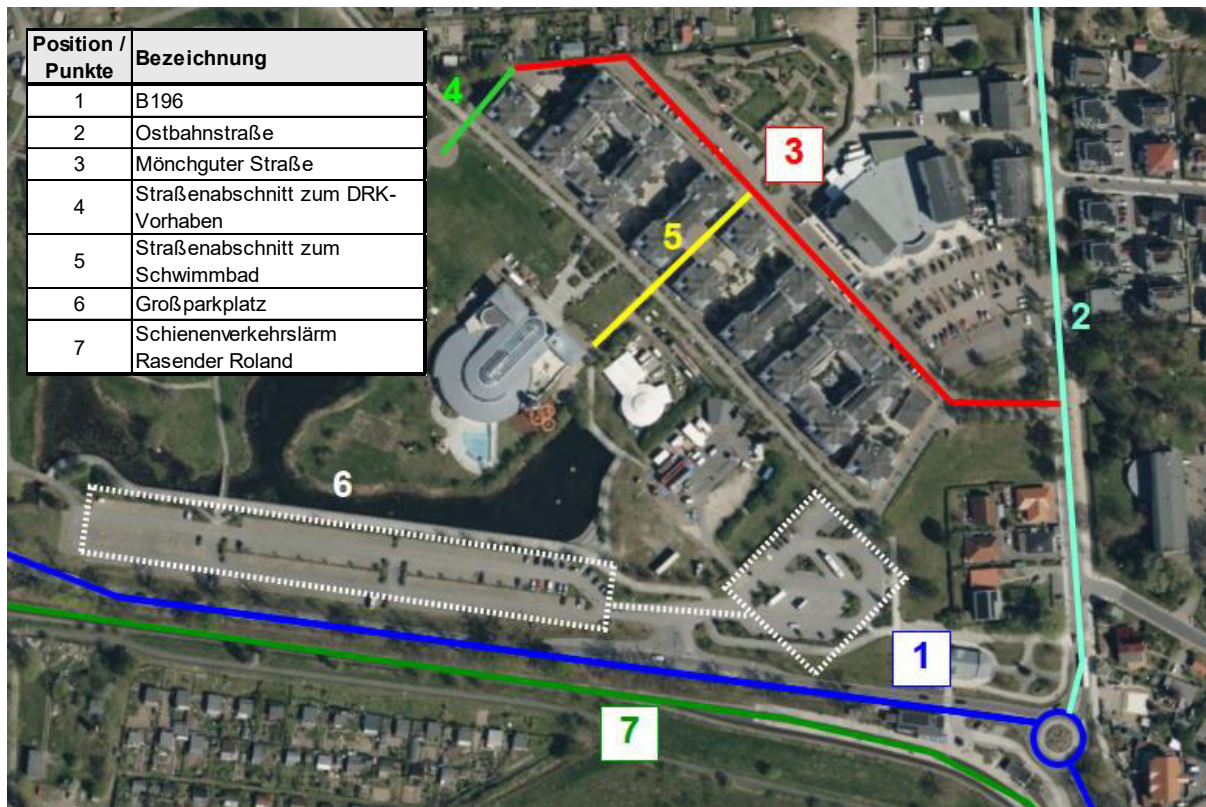 Position / Punkte Bezeichnung
1 B196
2 Ostbahnstraße
3 Mönchguter Straße
4 Straßenabschnitt zum DRK-
Vorhaben
5 Straßenabschnitt zum
Schwimmbad
6 Großparkplatz
7 Schienenverkehrslärm
Rasender Roland
4
3
5
2
6
1
7